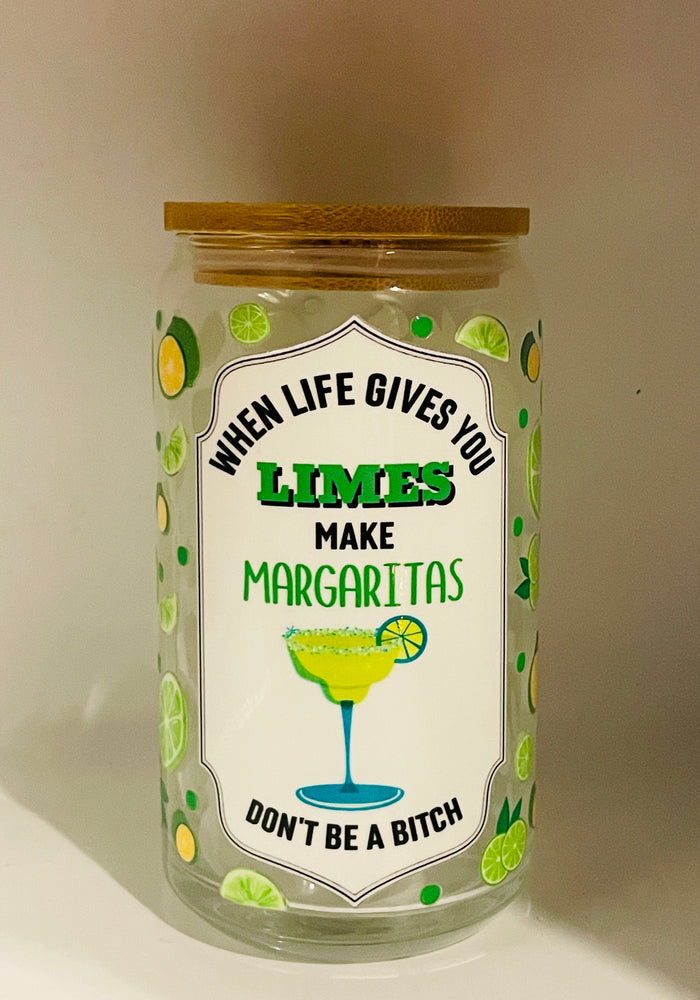 WHEN LIFE GIVES YOU
LIMES
MAKE
MARGARITAS
DON'T BE A BITCH